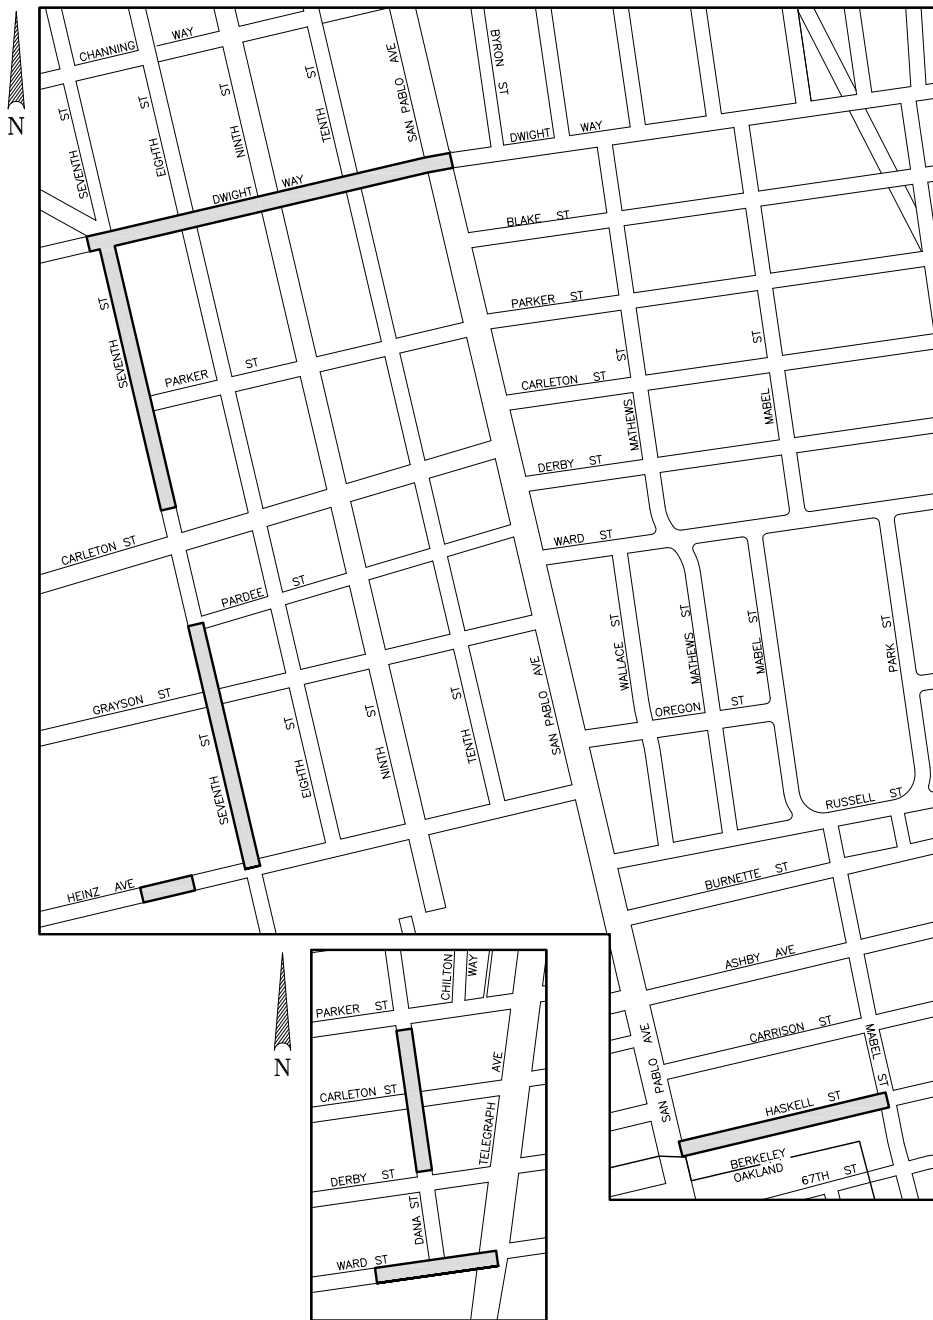 CHANNING WAY
BYRON ST
SAN PABLO AVE
SEVENTH ST
EIGHTH ST
NINTH ST
TENTH ST
N
DWIGHT WAY
DWIGHT WAY
BLAKE ST
PARKER ST
SEVENTH ST
PARKER ST
CARLETON ST
MATHEWS ST
MABEL ST
DERBY ST
WARD ST
CARLETON ST
PARDEE ST
WALLACE ST
MATHEWS ST
MABEL ST
PARK ST
GRAYSON ST
OREGON ST
SAN PABLO AVE
SEVENTH ST
EIGHTH ST
NINTH ST
TENTH ST
RUSSELL ST
HEINZ AVE
BURNETTE ST
ASHBY AVE
CARRISON ST
SAN PABLO AVE
MABEL ST
HASKELL ST
BERKELEY
OAKLAND
67TH ST
N
CHILTON WAY
PARKER ST
CARLETON ST
TELEGRAPH AVE
DERBY ST
DANA ST
WARD ST